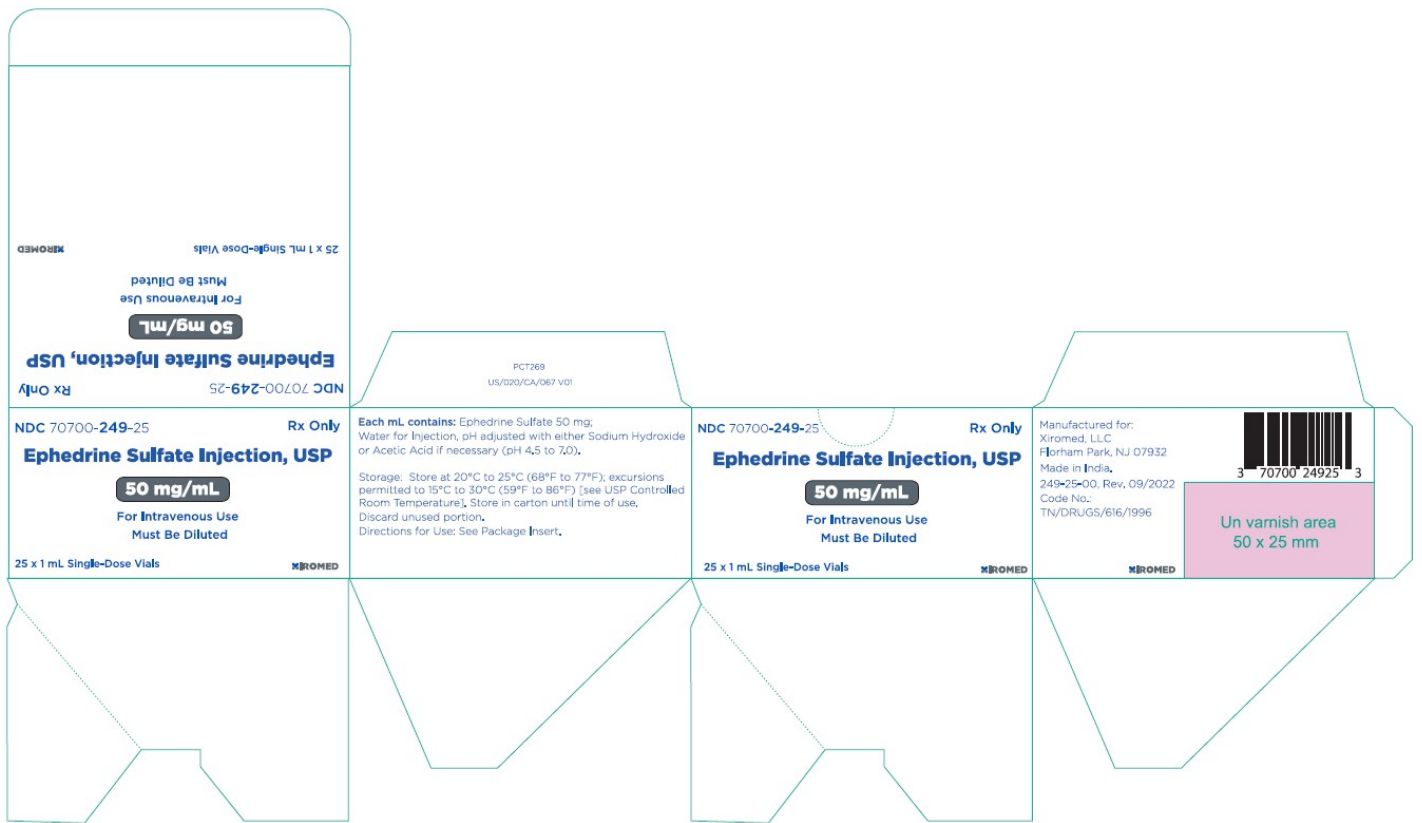 XIROMED
25 x 1 mL Single-Dose Vials
Must Be Diluted
For Intravenous Use
50 mg/mL
Ephedrine Sulfate Injection, USP
Rx Only
NDC 70700-249-25
NDC 70700-249-25
Rx Only
Ephedrine Sulfate Injection, USP
50 mg/mL
For Intravenous Use
Must Be Diluted
25 x 1 mL Single-Dose Vials
XIROMED
PCT269
US/020/CA/067 V01
Each mL contains: Ephedrine Sulfate 50 mg;
Water for Injection, pH adjusted with either Sodium Hydroxide
or Acetic Acid if necessary (pH 4.5 to 7.0).
Storage: Store at 20°C to 25°C (68°F to 77°F); excursions
permitted to 15°C to 30°C (59°F to 86°F) [see USP Controlled
Room Temperature]. Store in carton until time of use.
Discard unused portion.
Directions for Use: See Package Insert.
NDC 70700-249-25
Rx Only
Ephedrine Sulfate Injection, USP
50 mg/mL
For Intravenous Use
Must Be Diluted
25 x 1 mL Single-Dose Vials
XIROMED
Manufactured for:
Xiromed, LLC
Florham Park, NJ 07932
Made in India.
249-25-00, Rev. 09/2022
Code No.:
TN/DRUGS/616/1996
XIROMED
3 70700 24925 3
Un varnish area
50 x 25 mm